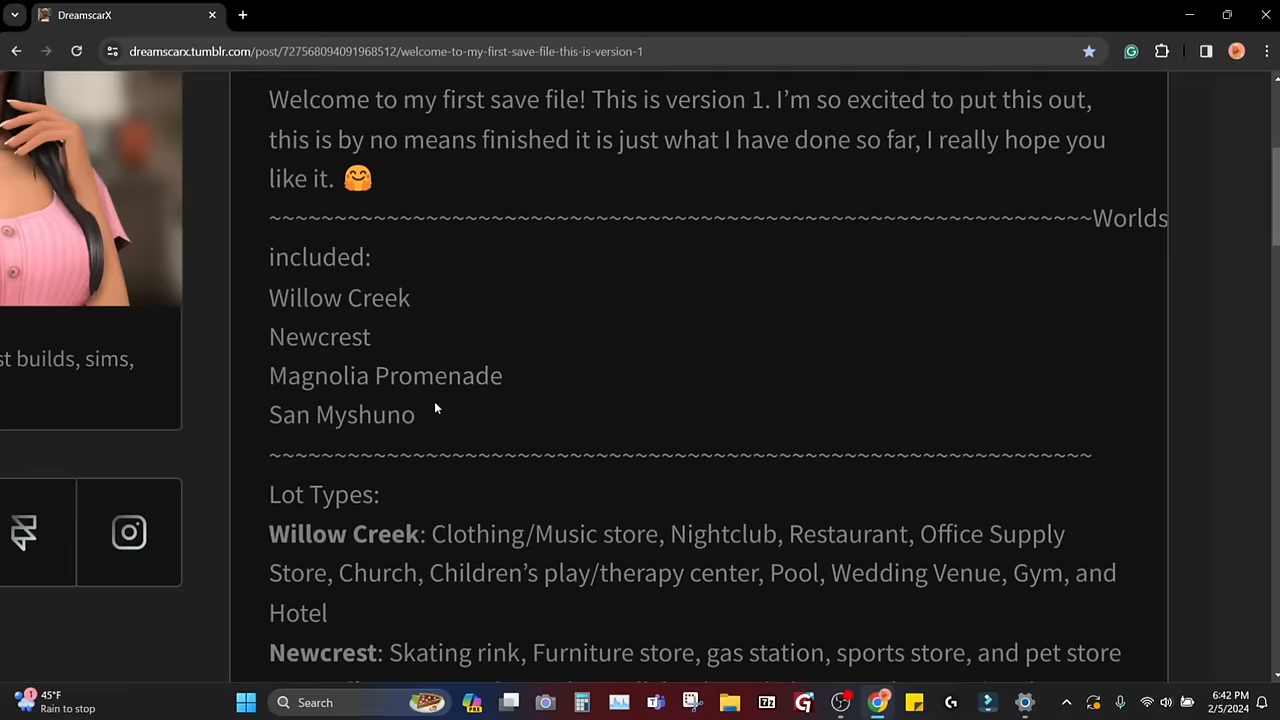 DreamscarX
dreamscarx.tumblr.com/post/727568094091968512/welcome-to-my-first-save-file-this-is-version-1
Welcome to my first save file! This is version 1. I’m so excited to put this out,
this is by no means finished it is just what I have done so far, I really hope you
like it. 🤗
~~~~~~~~~~~~~~~~~~~~~~~~~~~~~~~~~~~~~~~~~~~~~~~~~~~~~~~~~~~~~~~Worlds
included:
Willow Creek
Newcrest
Magnolia Promenade
San Myshuno
st builds, sims,
~~~~~~~~~~~~~~~~~~~~~~~~~~~~~~~~~~~~~~~~~~~~~~~~~~~~~~~~~~~~~~~
Lot Types:
Willow Creek: Clothing/Music store, Nightclub, Restaurant, Office Supply
Store, Church, Children’s play/therapy center, Pool, Wedding Venue, Gym, and
Hotel
Newcrest: Skating rink, Furniture store, gas station, sports store, and pet store
1
45°F
Rain to stop
Search
6:42 PM
2/5/2024